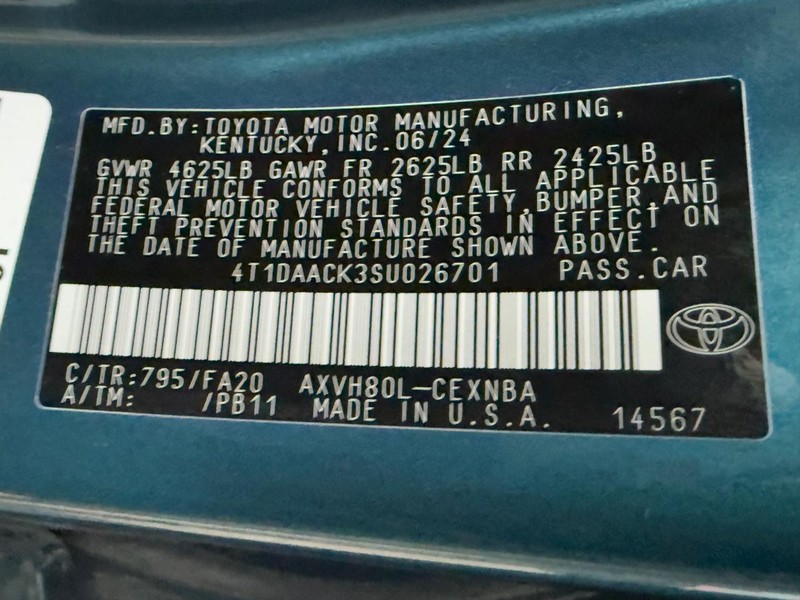 MFD.BY:TOYOTA MOTOR MANUFACTURING,
KENTUCKY, INC. 06/24
GVWR 4625LB GAWR FR 2625LB RR 2425LB
THIS VEHICLE CONFORMS TO ALL APPLICABLE
FEDERAL MOTOR VEHICLE SAFETY, BUMPER, AND
THEFT PREVENTION STANDARDS IN EFFECT ON
THE DATE OF MANUFACTURE SHOWN ABOVE.
4T1DAACK3SU026701 PASS.CAR
C/TR:795/FA20 AXVH80L-CEXNBA
A/TM: /PB11 MADE IN U.S.A. 14567